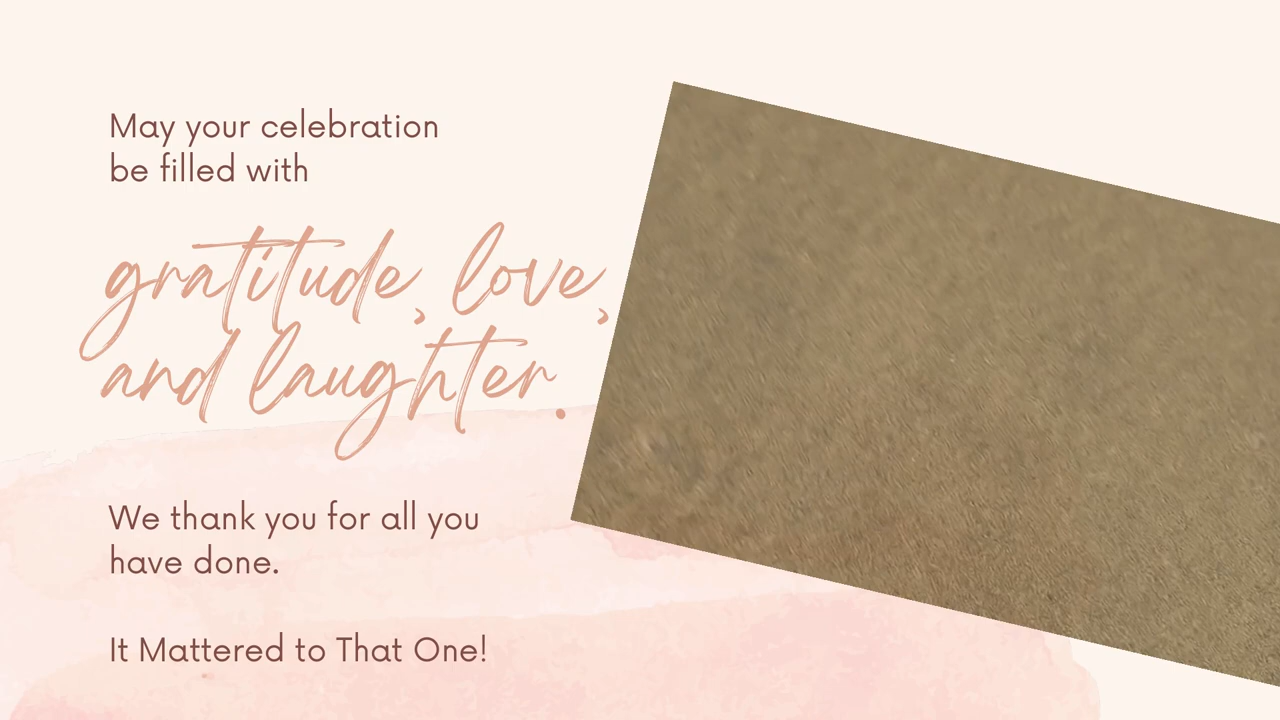 May your celebration
be filled with
gratitude, love,
and laughter.
We thank you for all you
have done.
It Mattered to That One!